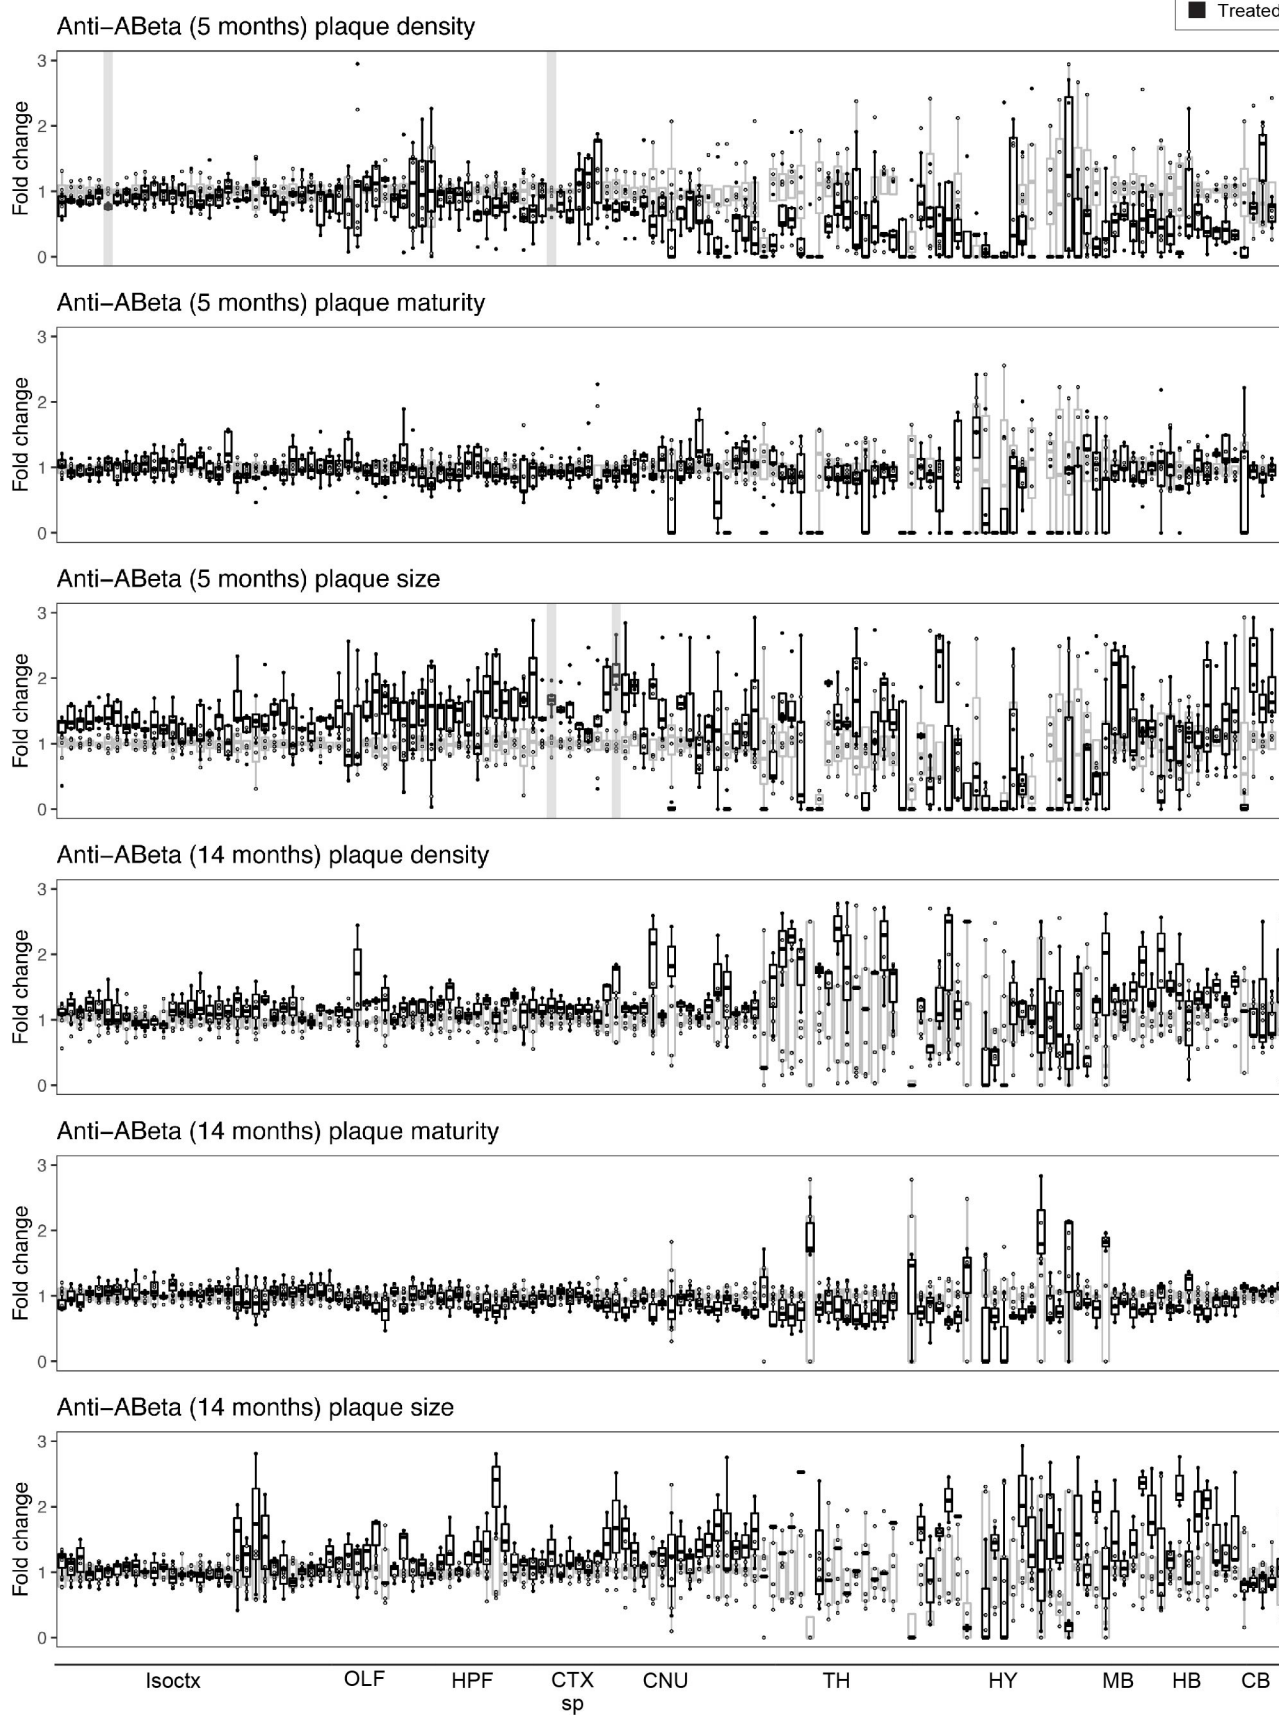 Treated
Anti−ABeta (5 months) plaque density
Fold change
3
2
1
0
Anti−ABeta (5 months) plaque maturity
Fold change
3
2
1
0
Anti−ABeta (5 months) plaque size
Fold change
3
2
1
0
Anti−ABeta (14 months) plaque density
Fold change
3
2
1
0
Anti−ABeta (14 months) plaque maturity
Fold change
3
2
1
0
Anti−ABeta (14 months) plaque size
Fold change
3
2
1
0
Isoctx OLF HPF CTX CNU TH HY MB HB CB
sp